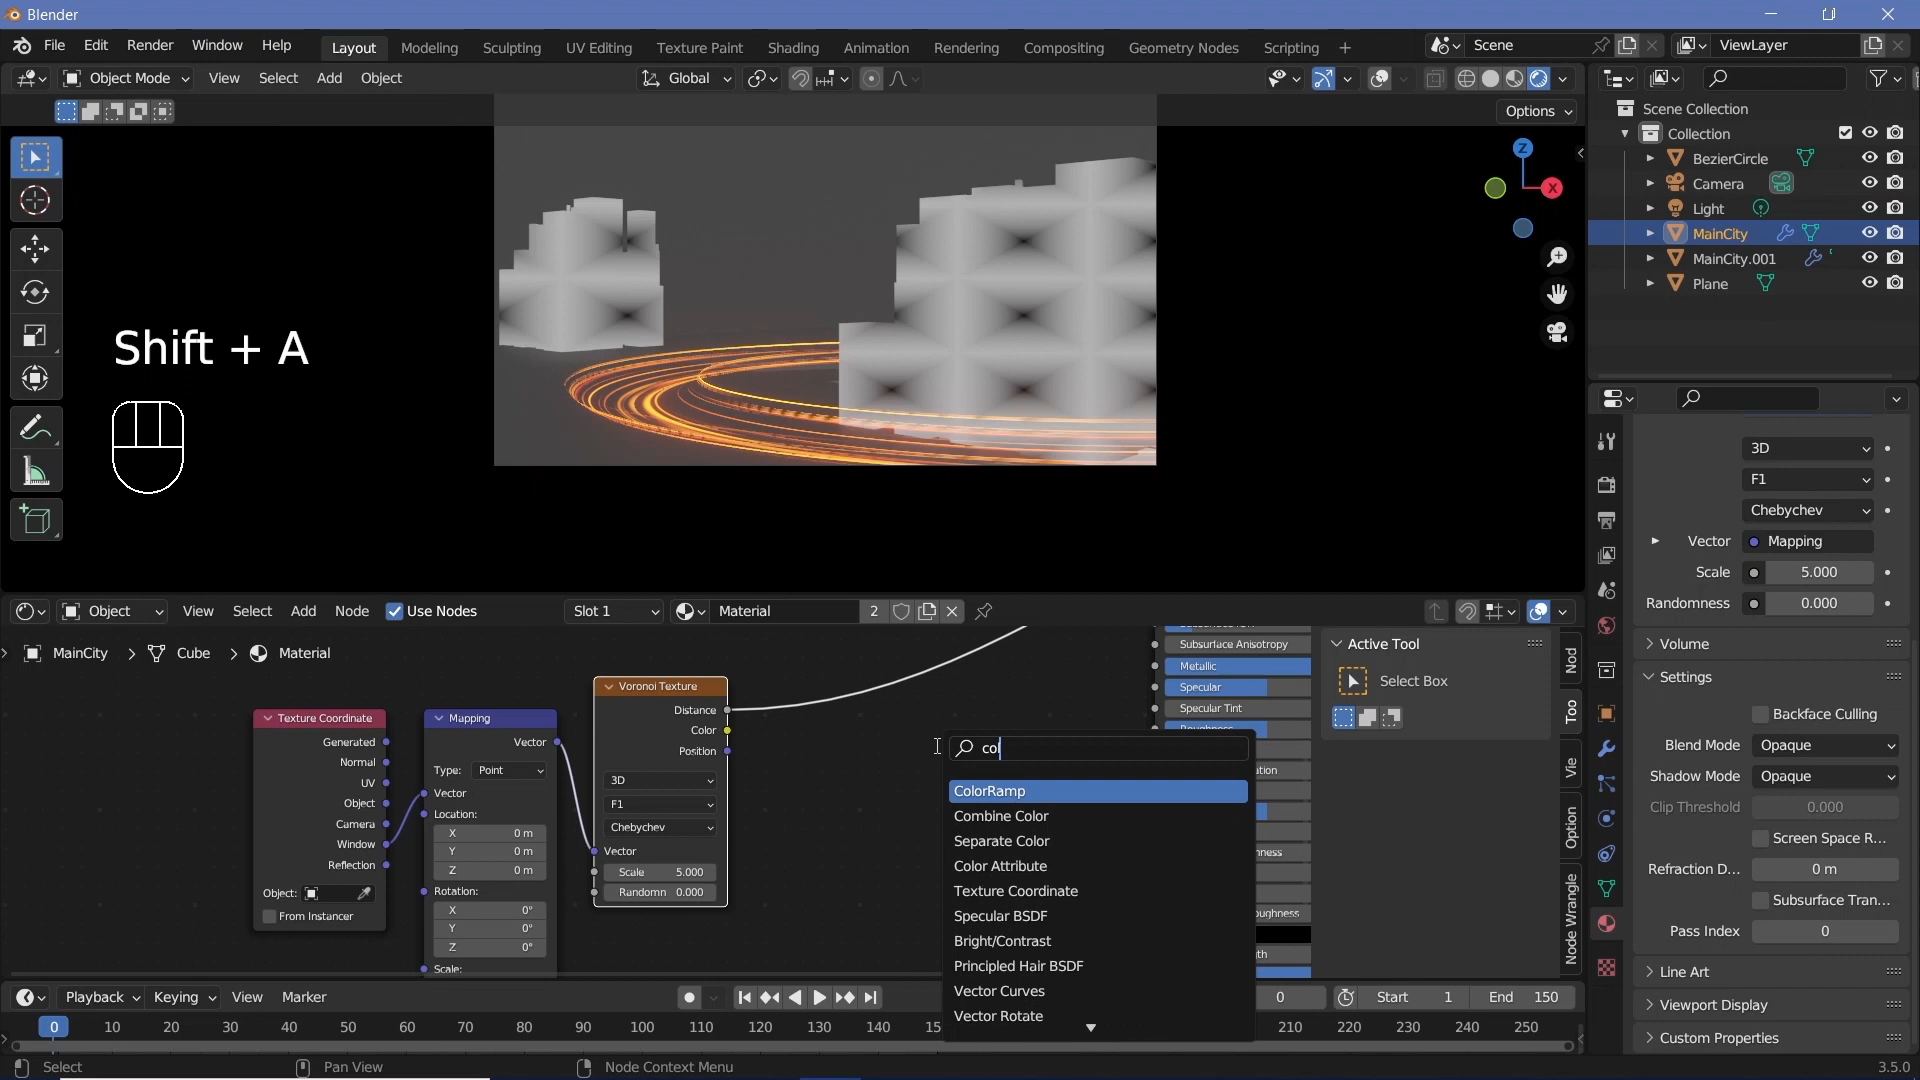 Blender
File Edit Render Window Help
Layout Modeling Sculpting UV Editing Texture Paint Shading Animation Rendering Compositing Geometry Nodes Scripting +
Scene
ViewLayer
Object Mode View Select Add Object
Global
Options
Z
X
Shift + A
Scene Collection
Collection
BezierCircle
Camera
Light
MainCity
MainCity.001
Plane
3D
F1
Chebychev
Vector Mapping
Scale 5.000
Randomness 0.000
Volume
Settings
Backface Culling
Blend Mode Opaque
Shadow Mode Opaque
Clip Threshold 0.000
Screen Space R...
Refraction D... 0 m
Subsurface Tran...
Pass Index 0
Line Art
Viewport Display
Custom Properties
Object View Select Add Node Use Nodes Slot 1 Material 2
MainCity > Cube > Material
Texture Coordinate
Generated
Normal
UV
Object
Camera
Window
Reflection
Object:
From Instancer
Mapping
Vector
Type: Point
Vector
Location:
X 0 m
Y 0 m
Z 0 m
Rotation:
X 0°
Y 0°
Z 0°
Scale:
Voronoi Texture
Distance
Color
Position
3D
F1
Chebychev
Vector
Scale 5.000
Randomn 0.000
Subsurface Anisotropy
Metallic
Specular
Specular Tint
Roughness
col
ColorRamp
Combine Color
Separate Color
Color Attribute
Texture Coordinate
Specular BSDF
Bright/Contrast
Principled Hair BSDF
Vector Curves
Vector Rotate
Active Tool
Select Box
Nod
Too
Vie
Option
Node Wrangle
Playback Keying View Marker
0 Start 1 End 150
0 10 20 30 40 50 60 70 80 90 100 110 120 130 140 15 210 220 230 240 250
Select Pan View Node Context Menu 3.5.0